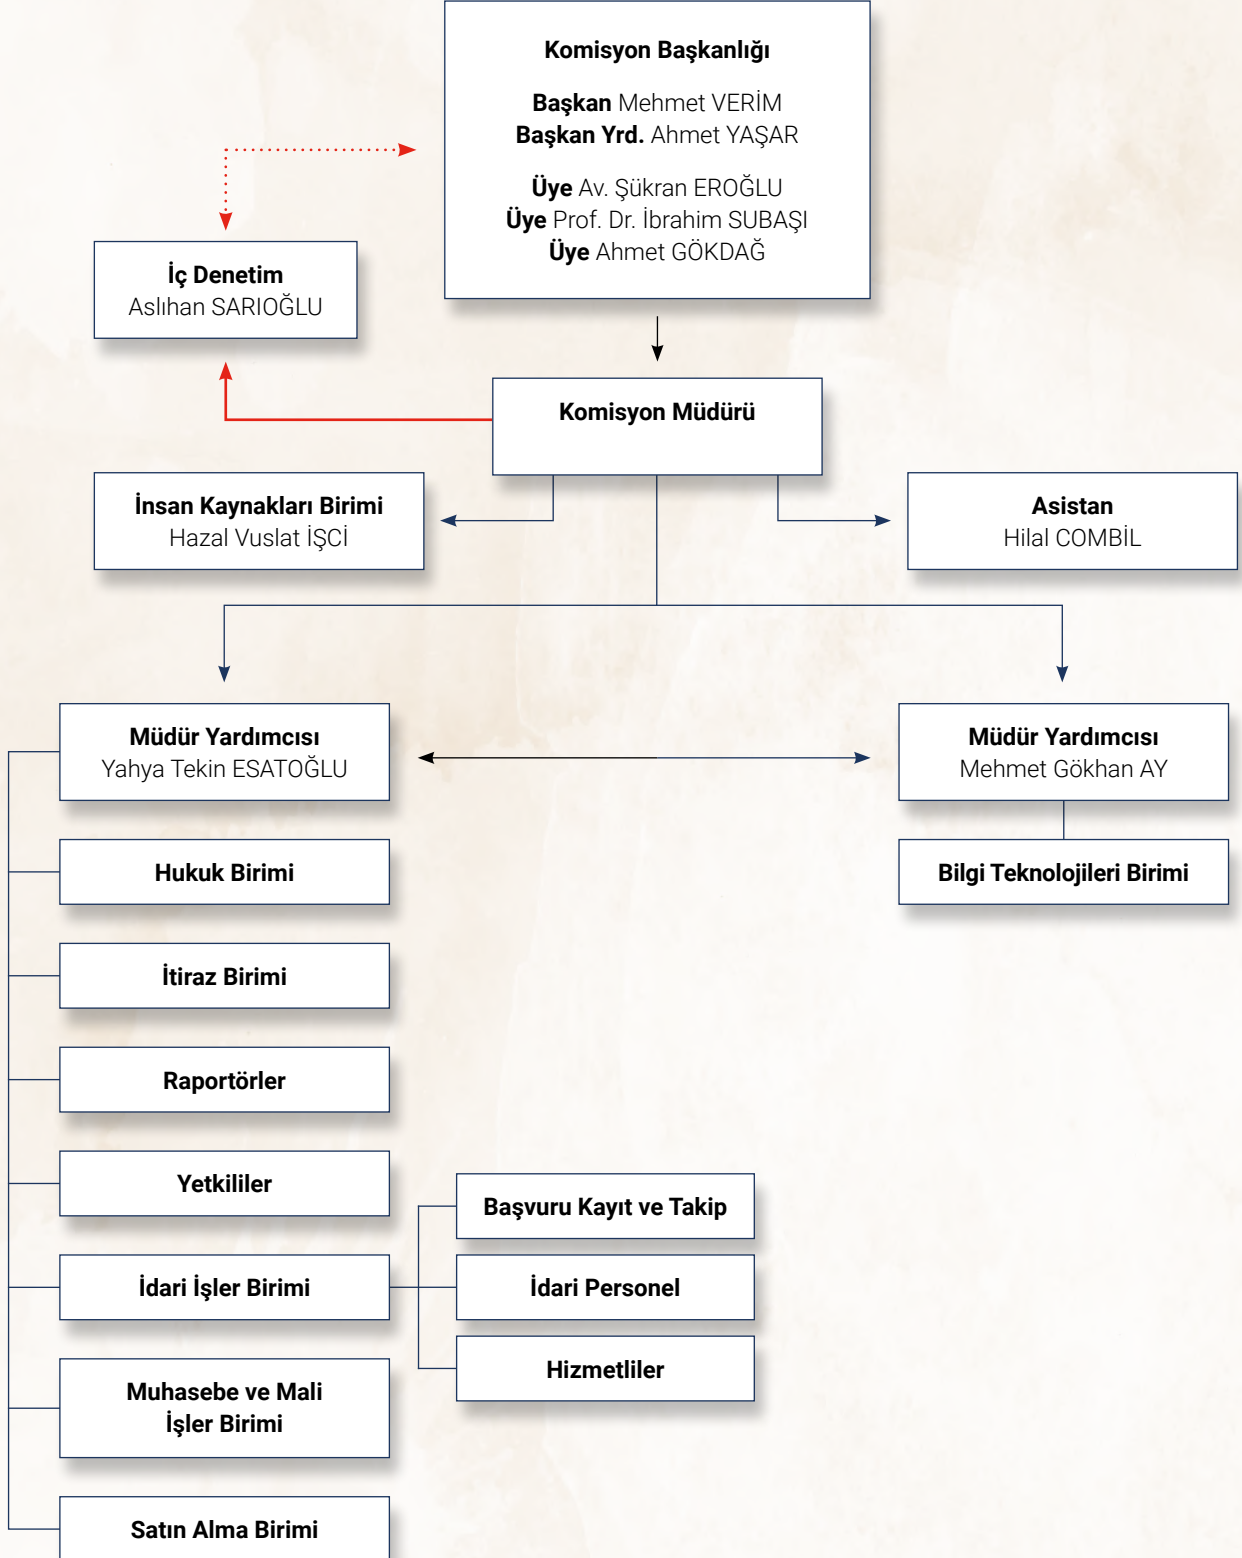 Komisyon Başkanlığı
Başkan Mehmet VERİM
Başkan Yrd. Ahmet YAŞAR
Üye Av. Şükran EROĞLU
Üye Prof. Dr. İbrahim SUBAŞI
Üye Ahmet GÖKDAĞ
İç Denetim
Aslıhan SARIOĞLU
Komisyon Müdürü
İnsan Kaynakları Birimi
Hazal Vuslat İŞCİ
Asistan
Hilal COMBİL
Müdür Yardımcısı
Yahya Tekin ESATOĞLU
Müdür Yardımcısı
Mehmet Gökhan AY
Hukuk Birimi
Bilgi Teknolojileri Birimi
İtiraz Birimi
Raportörler
Yetkililer
Başvuru Kayıt ve Takip
İdari İşler Birimi
İdari Personel
Hizmetliler
Muhasebe ve Mali
İşler Birimi
Satın Alma Birimi